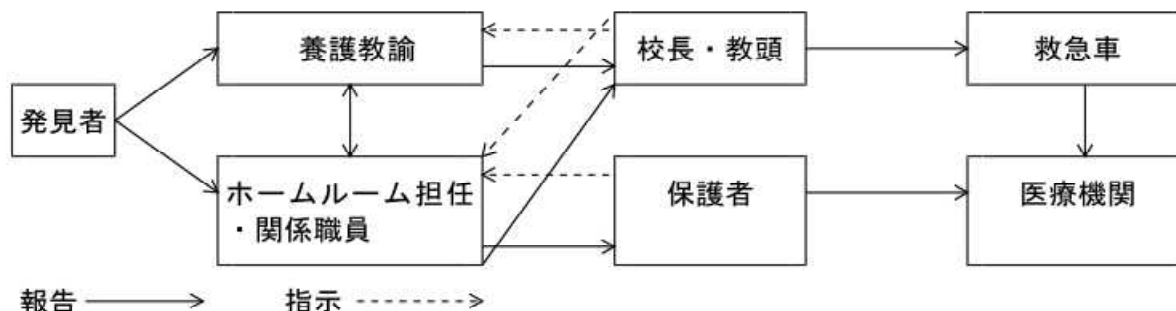 養護教諭
校長・教頭
救急車
発見者
ホームルーム担任
・関係職員
保護者
医療機関
報告
指示